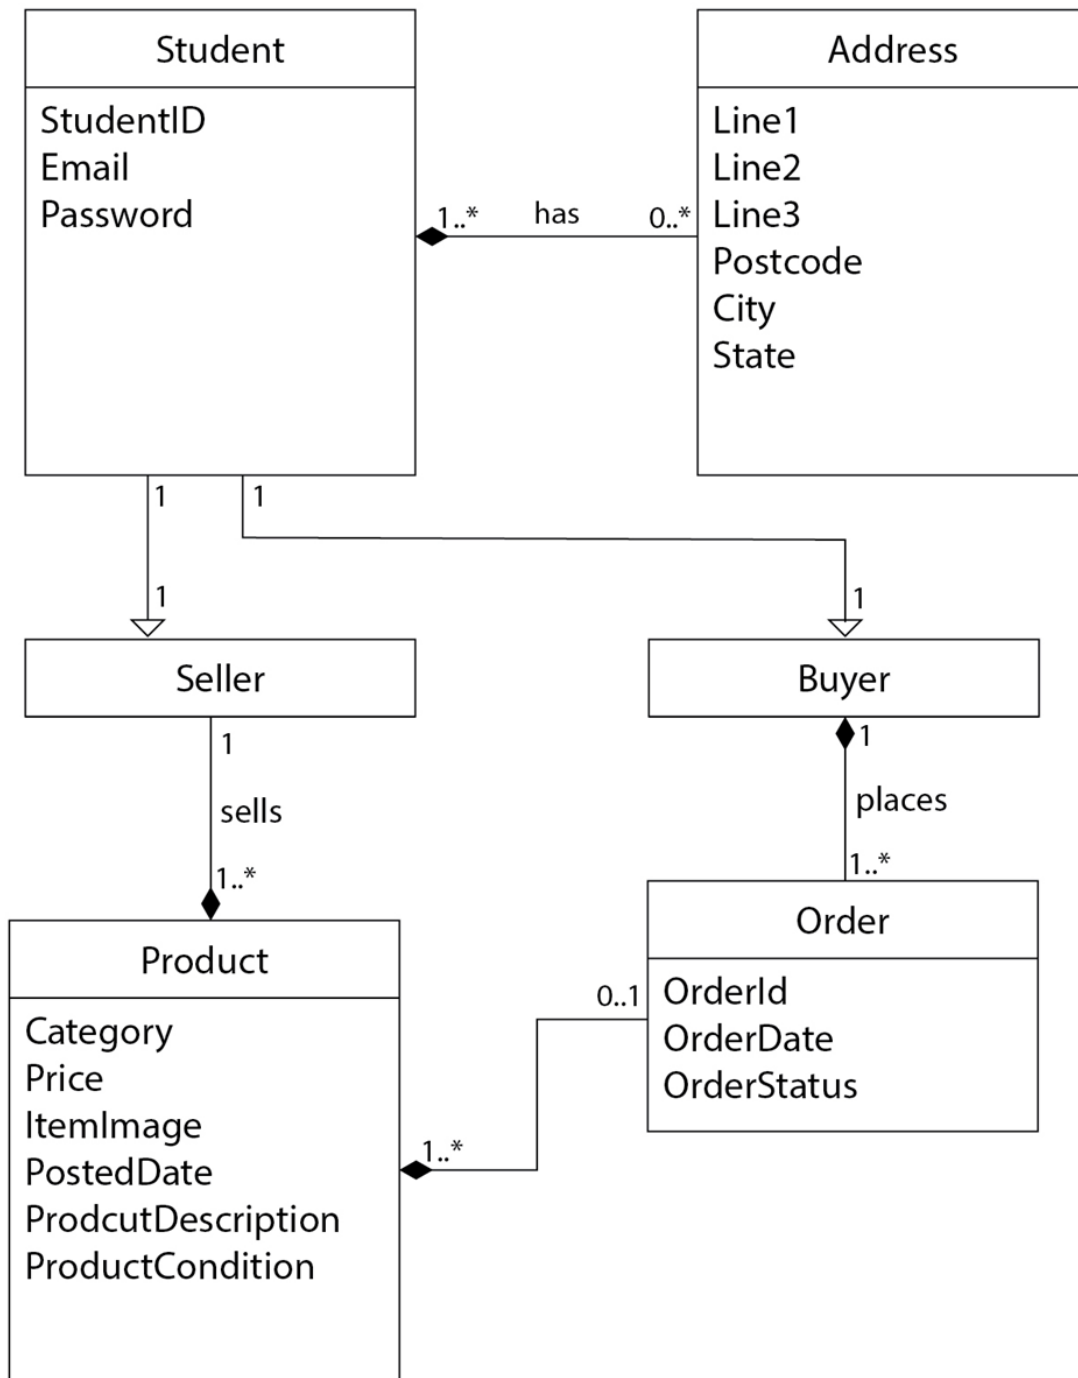 Student
StudentID
Email
Password
1..* has 0..*
Address
Line1
Line2
Line3
Postcode
City
State
1
1
1
1
Seller
Buyer
1
sells
1..*
1
places
1..*
Product
Category
Price
ItemImage
PostedDate
ProdcutDescription
ProductCondition
1..*
0..1
Order
OrderId
OrderDate
OrderStatus